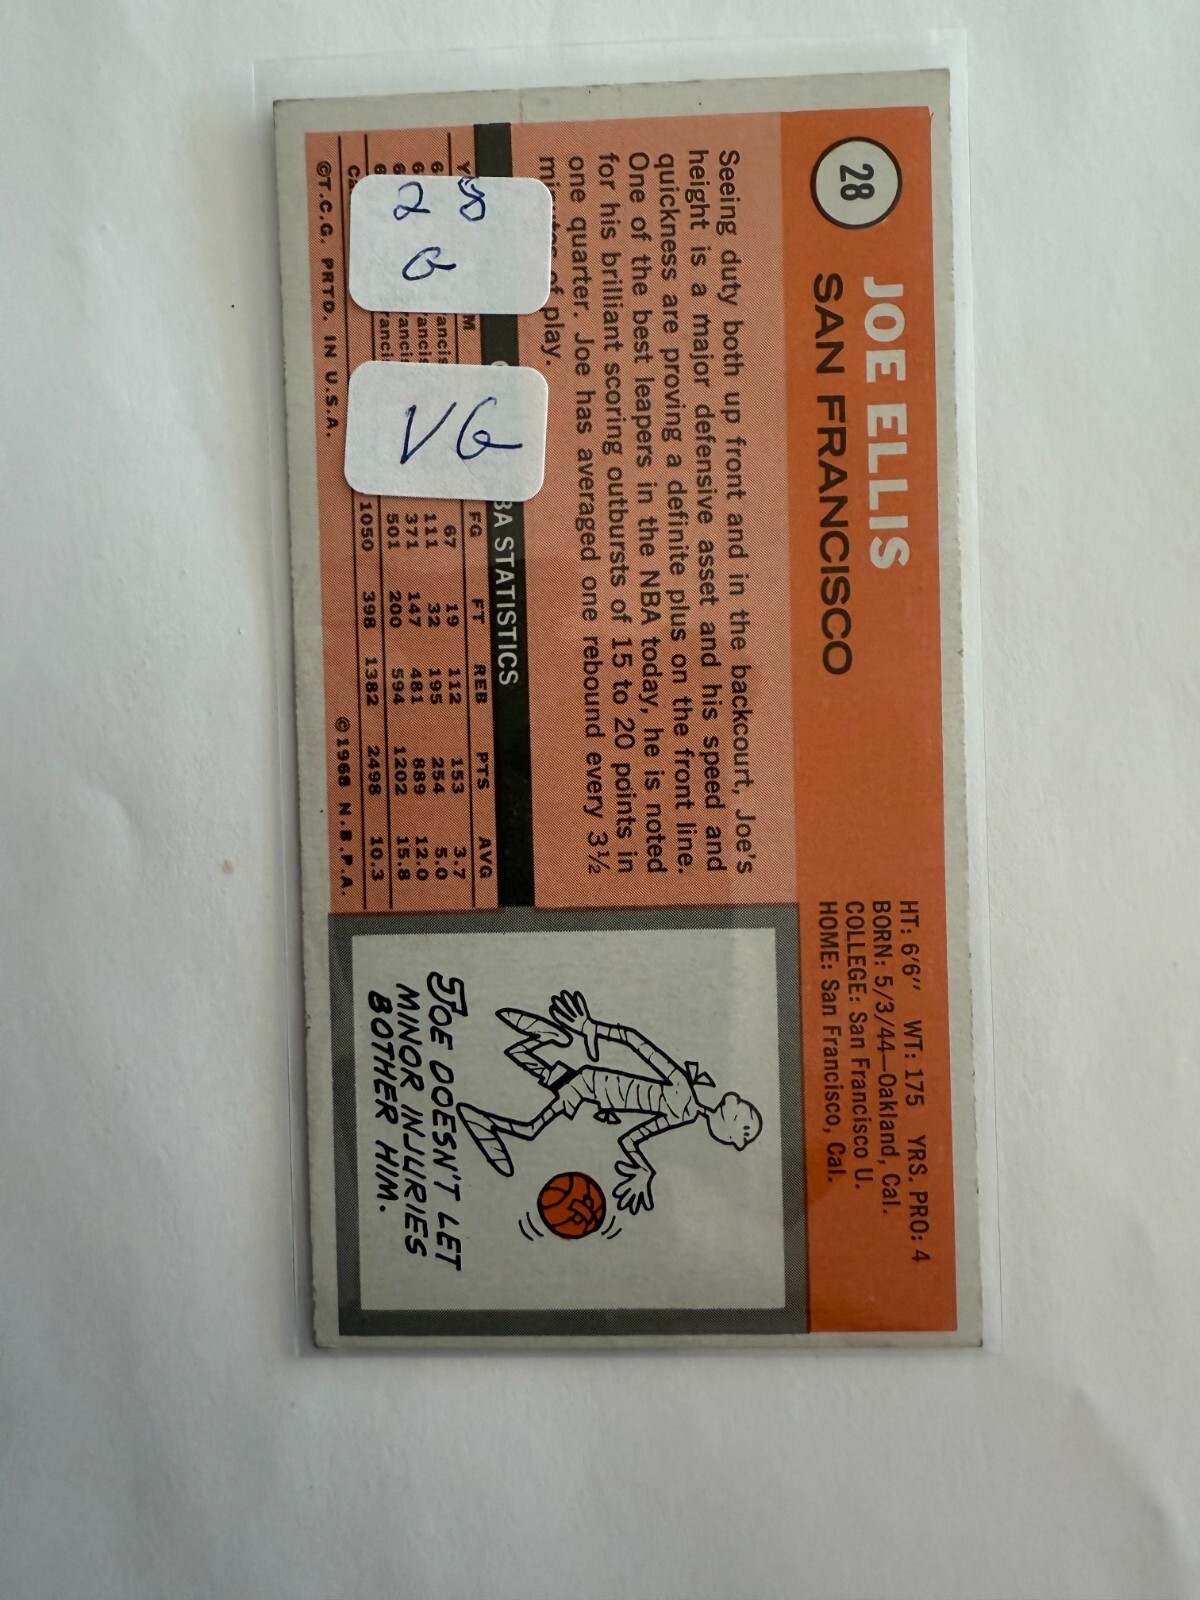 28
JOE ELLIS
SAN FRANCISCO
HT: 6'6" WT: 175 YRS. PRO: 4
BORN: 5/3/44—Oakland, Cal.
COLLEGE: San Francisco U.
HOME: San Francisco, Cal.
Seeing duty both up front and in the backcourt, Joe's
height is a major defensive asset and his speed and
quickness are proving a definite plus on the front line.
One of the best leapers in the NBA today, he is noted
for his brilliant scoring outbursts of 15 to 20 points in
one quarter. Joe has averaged one rebound every 3½
of play.
BA STATISTICS
FG FT REB PTS AVG
67 19 112 153 3.7
111 32 195 254 5.0
371 147 481 889 12.0
501 200 594 1202 15.8
1050 398 1382 2498 10.3
©T.C.G. PRTD. IN U.S.A. ©1968 N.B.P.A.
VG
JOE DOESN'T LET
MINOR INJURIES
BOTHER HIM.